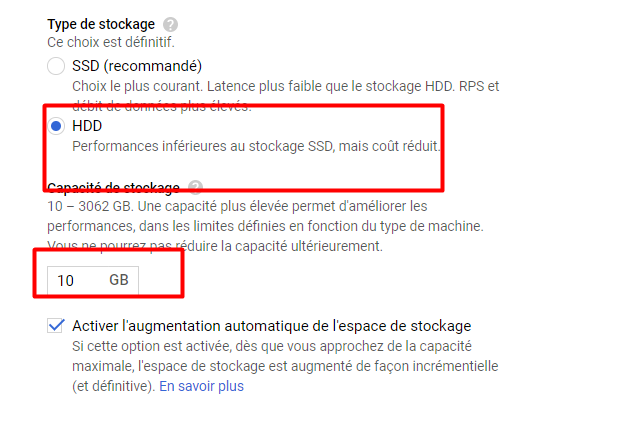 Type de stockage ?
Ce choix est définitif.
SSD (recommandé)
Choix le plus courant. Latence plus faible que le stockage HDD. RPS et
débit de données plus élevés.
HDD
Performances inférieures au stockage SSD, mais coût réduit.
Capacité de stockage ?
10 – 3062 GB. Une capacité plus élevée permet d'améliorer les
performances, dans les limites définies en fonction du type de machine.
Vous ne pourrez pas réduire la capacité ultérieurement.
10 GB
Activer l'augmentation automatique de l'espace de stockage
Si cette option est activée, dès que vous approchez de la capacité
maximale, l'espace de stockage est augmenté de façon incrémentielle
(et définitive). En savoir plus